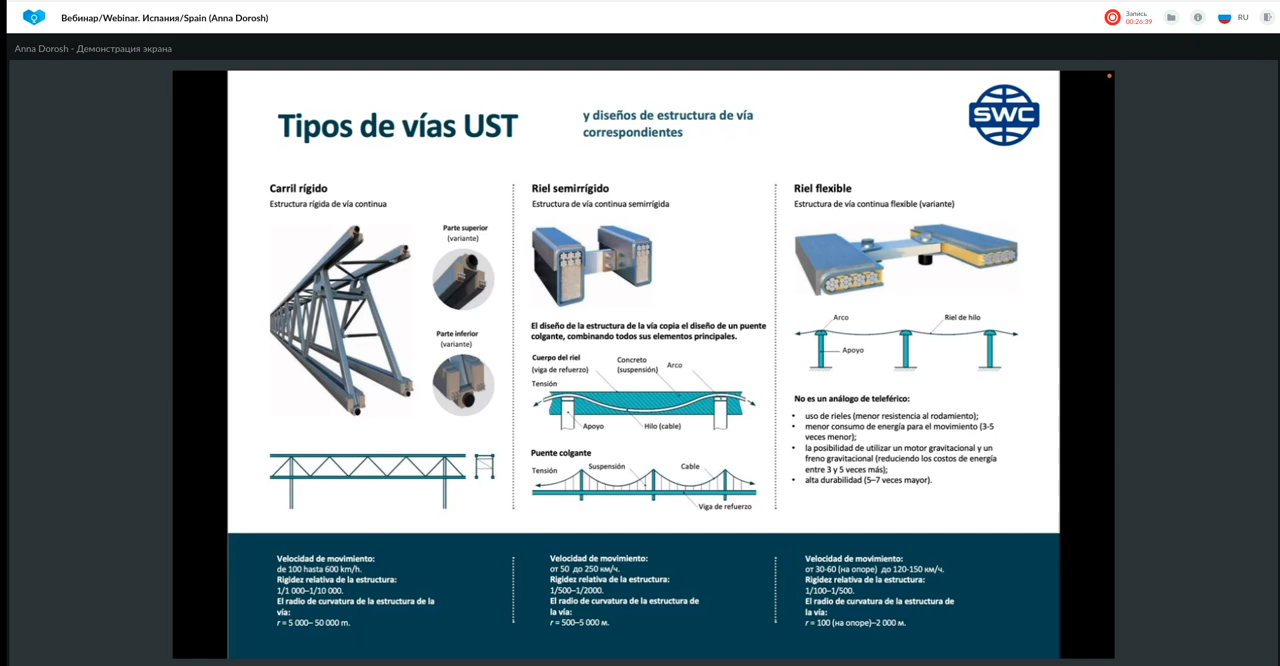 Вебинар/Webinar. Испания/Spain (Anna Dorosh)
Запись
00:26:39
RU
Anna Dorosh - Демонстрация экрана
Tipos de vías UST
y diseños de estructura de vía
correspondientes
SWC
Carril rígido
Estructura rígida de vía continua
Parte superior
(variante)
Parte inferior
(variante)
Riel semirrígido
Estructura de vía continua semirrígida
El diseño de la estructura de la vía copia el diseño de un puente
colgante, combinando todos sus elementos principales.
Cuerpo del riel
(viga de refuerzo)
Concreto
(suspensión)
Arco
Tensión
Apoyo
Hilo (cable)
Puente colgante
Tensión
Suspensión
Cable
Viga de refuerzo
Riel flexible
Estructura de vía continua flexible (variante)
Arco
Riel de hilo
Apoyo
No es un análogo de teleférico:
• uso de rieles (menor resistencia al rodamiento);
• menor consumo de energía para el movimiento (3-5
veces menor);
• la posibilidad de utilizar un motor gravitacional y un
freno gravitacional (reduciendo los costos de energía
entre 3 y 5 veces más);
• alta durabilidad (5–7 veces mayor).
Velocidad de movimiento:
de 100 hasta 600 km/h.
Rigidez relativa de la estructura:
1/1 000–1/10 000.
El radio de curvatura de la estructura de la
vía:
r = 5 000– 50 000 m.
Velocidad de movimiento:
от 50 до 250 км/ч.
Rigidez relativa de la estructura:
1/500–1/2000.
El radio de curvatura de la estructura de
la vía:
r = 500–5 000 м.
Velocidad de movimiento:
от 30-60 (на опоре) до 120-150 км/ч.
Rigidez relativa de la estructura:
1/100–1/500.
El radio de curvatura de la estructura de
la vía:
r = 100 (на опоре)–2 000 м.